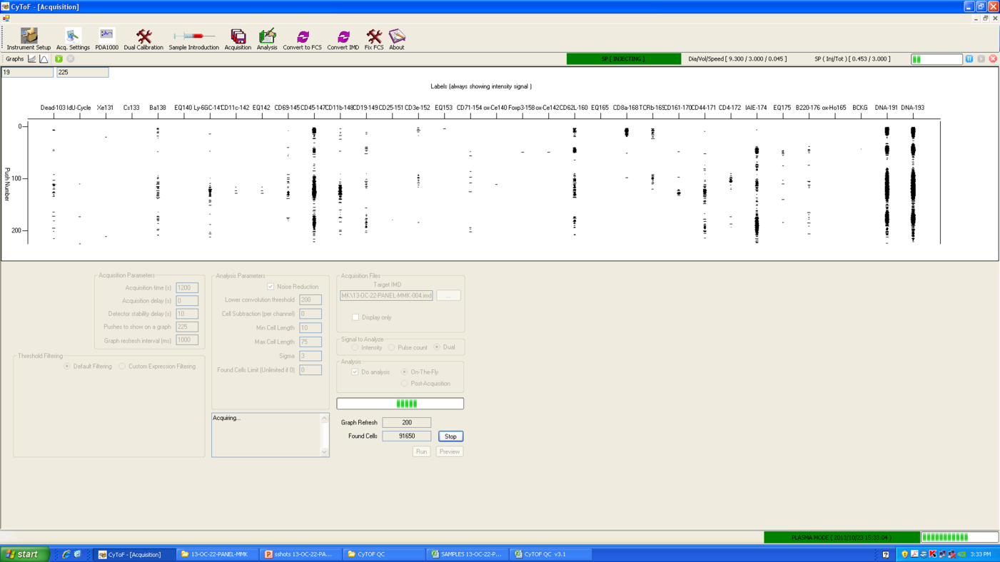 CyToF - [Acquisition]
Instrument Setup Acq. Settings PDA1000 Dual Calibration Sample Introduction Acquisition Analysis Convert to FCS Convert IMD Fix FCS About
Graphs SP [ INJECTING ] Dia/Vol/Speed [ 9.300 / 3.000 / 0.045 ] SP ( Inj/Tot ) [ 0.453 / 3.000 ]
19 225
Labels (always showing intensity signal )
Dead-103 IdU-Cycle Xe131 Cs133 Ba138 EQ140 Ly-6GC-141 CD11c-142 EQ142 CD69-145 CD45-147 CD11b-148 CD19-149 CD25-151 CD3e-152 EQ153 CD71-154 ox-Ce140 Foxp3-158 ox-Ce142 CD62L-160 EQ165 CD8a-168 TCRb-169 CD161-170 CD44-171 CD4-172 IAIE-174 EQ175 B220-176 ox-Ho165 BCKG DNA-191 DNA-193
0
100
200
Push Number
Acquisition Parameters
Acquisition time (s) 1200
Acquisition delay (s) 0
Detector stability delay (s) 10
Pushes to show on a graph 225
Graph restresh interval (ms) 1000
Threshold Filtering
Default Filtering Custom Expression Filtering
Analysis Parameters
Noise Reduction
Lower convolution threshold 200
Cell Subtraction (per channel) 0
Min Cell Length 10
Max Cell Length 75
Sigma 3
Found Cells Limit (Unlimited if 0) 0
Acquiring...
Acquisition Files
Target IMD
MK\13-OC-22-PANEL-MMK-004.imd ...
Display only
Signal to Analyze
Intensity Pulse count Dual
Analysis
Do analysis On-The-Fly
Post-Acquisition
Graph Refresh 200
Found Cells 91650 Stop
Run Preview
PLASMA MODE ( 2013/10/23 15:33:04 )
start CyToF - [Acquisition] 13-OC-22-PANEL-MMK sshots 13-OC-22-PA... CyTOF QC SAMPLES 13-OC-22-P... CyTOF QC v3.1 3:33 PM